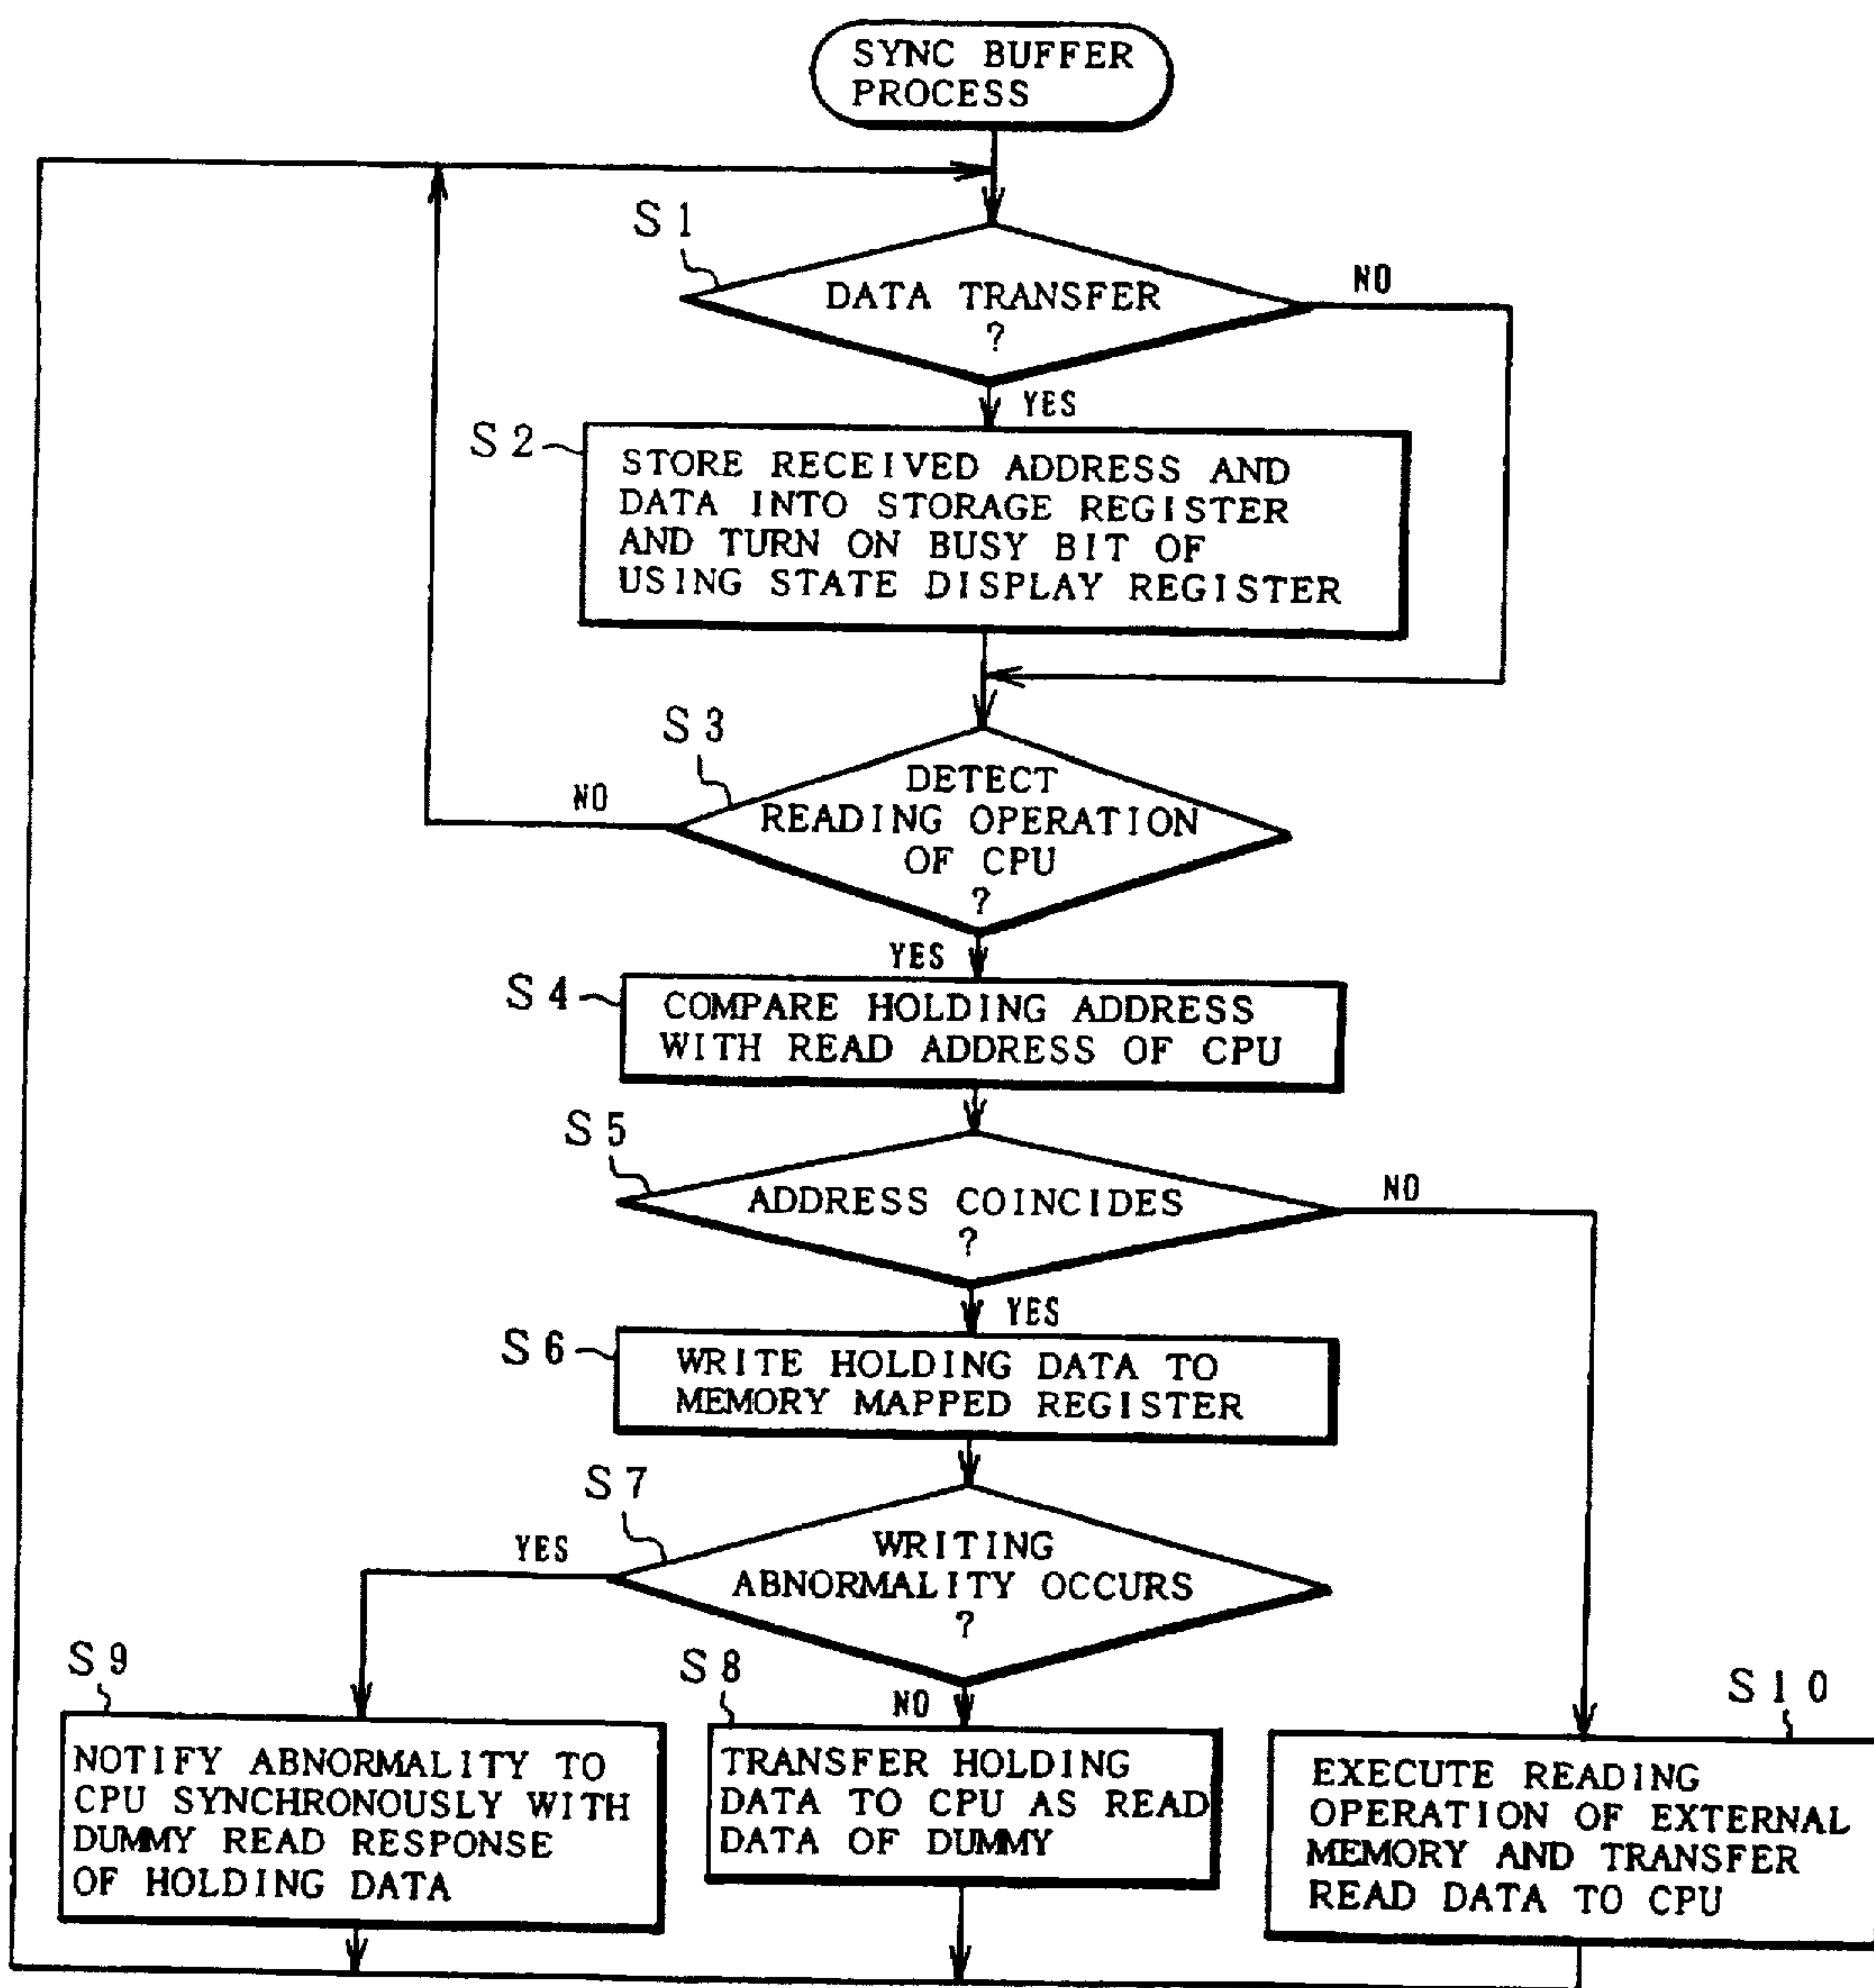 SYNC BUFFER
PROCESS
S1
DATA TRANSFER
?
NO
YES
S2
STORE RECEIVED ADDRESS AND
DATA INTO STORAGE REGISTER
AND TURN ON BUSY BIT OF
USING STATE DISPLAY REGISTER
S3
DETECT
READING OPERATION
OF CPU
?
NO
YES
S4
COMPARE HOLDING ADDRESS
WITH READ ADDRESS OF CPU
S5
ADDRESS COINCIDES
?
NO
YES
S6
WRITE HOLDING DATA TO
MEMORY MAPPED REGISTER
S7
WRITING
ABNORMALITY OCCURS
?
YES
NO
S9
NOTIFY ABNORMALITY TO
CPU SYNCHRONOUSLY WITH
DUMMY READ RESPONSE
OF HOLDING DATA
S8
TRANSFER HOLDING
DATA TO CPU AS READ
DATA OF DUMMY
S10
EXECUTE READING
OPERATION OF EXTERNAL
MEMORY AND TRANSFER
READ DATA TO CPU